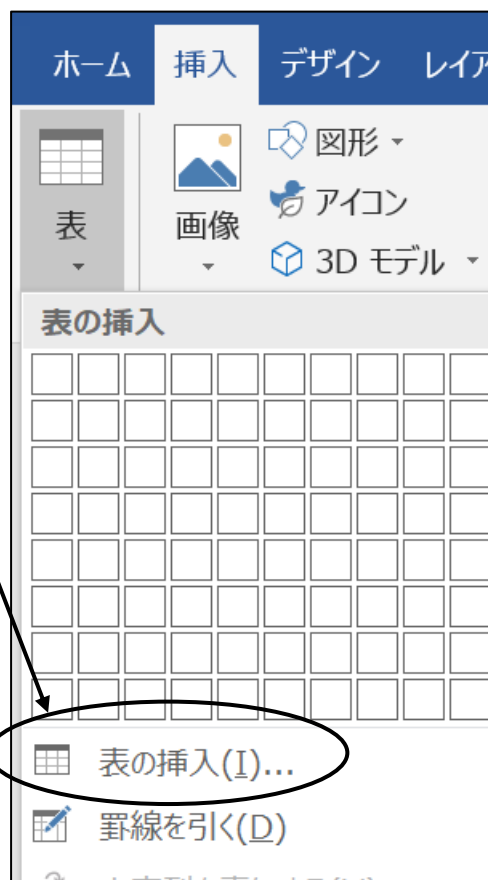 ホーム 挿入 デザイン レイア
図形
アイコン
3D モデル
表 画像
表の挿入
表の挿入(I)...
罫線を引く(D)